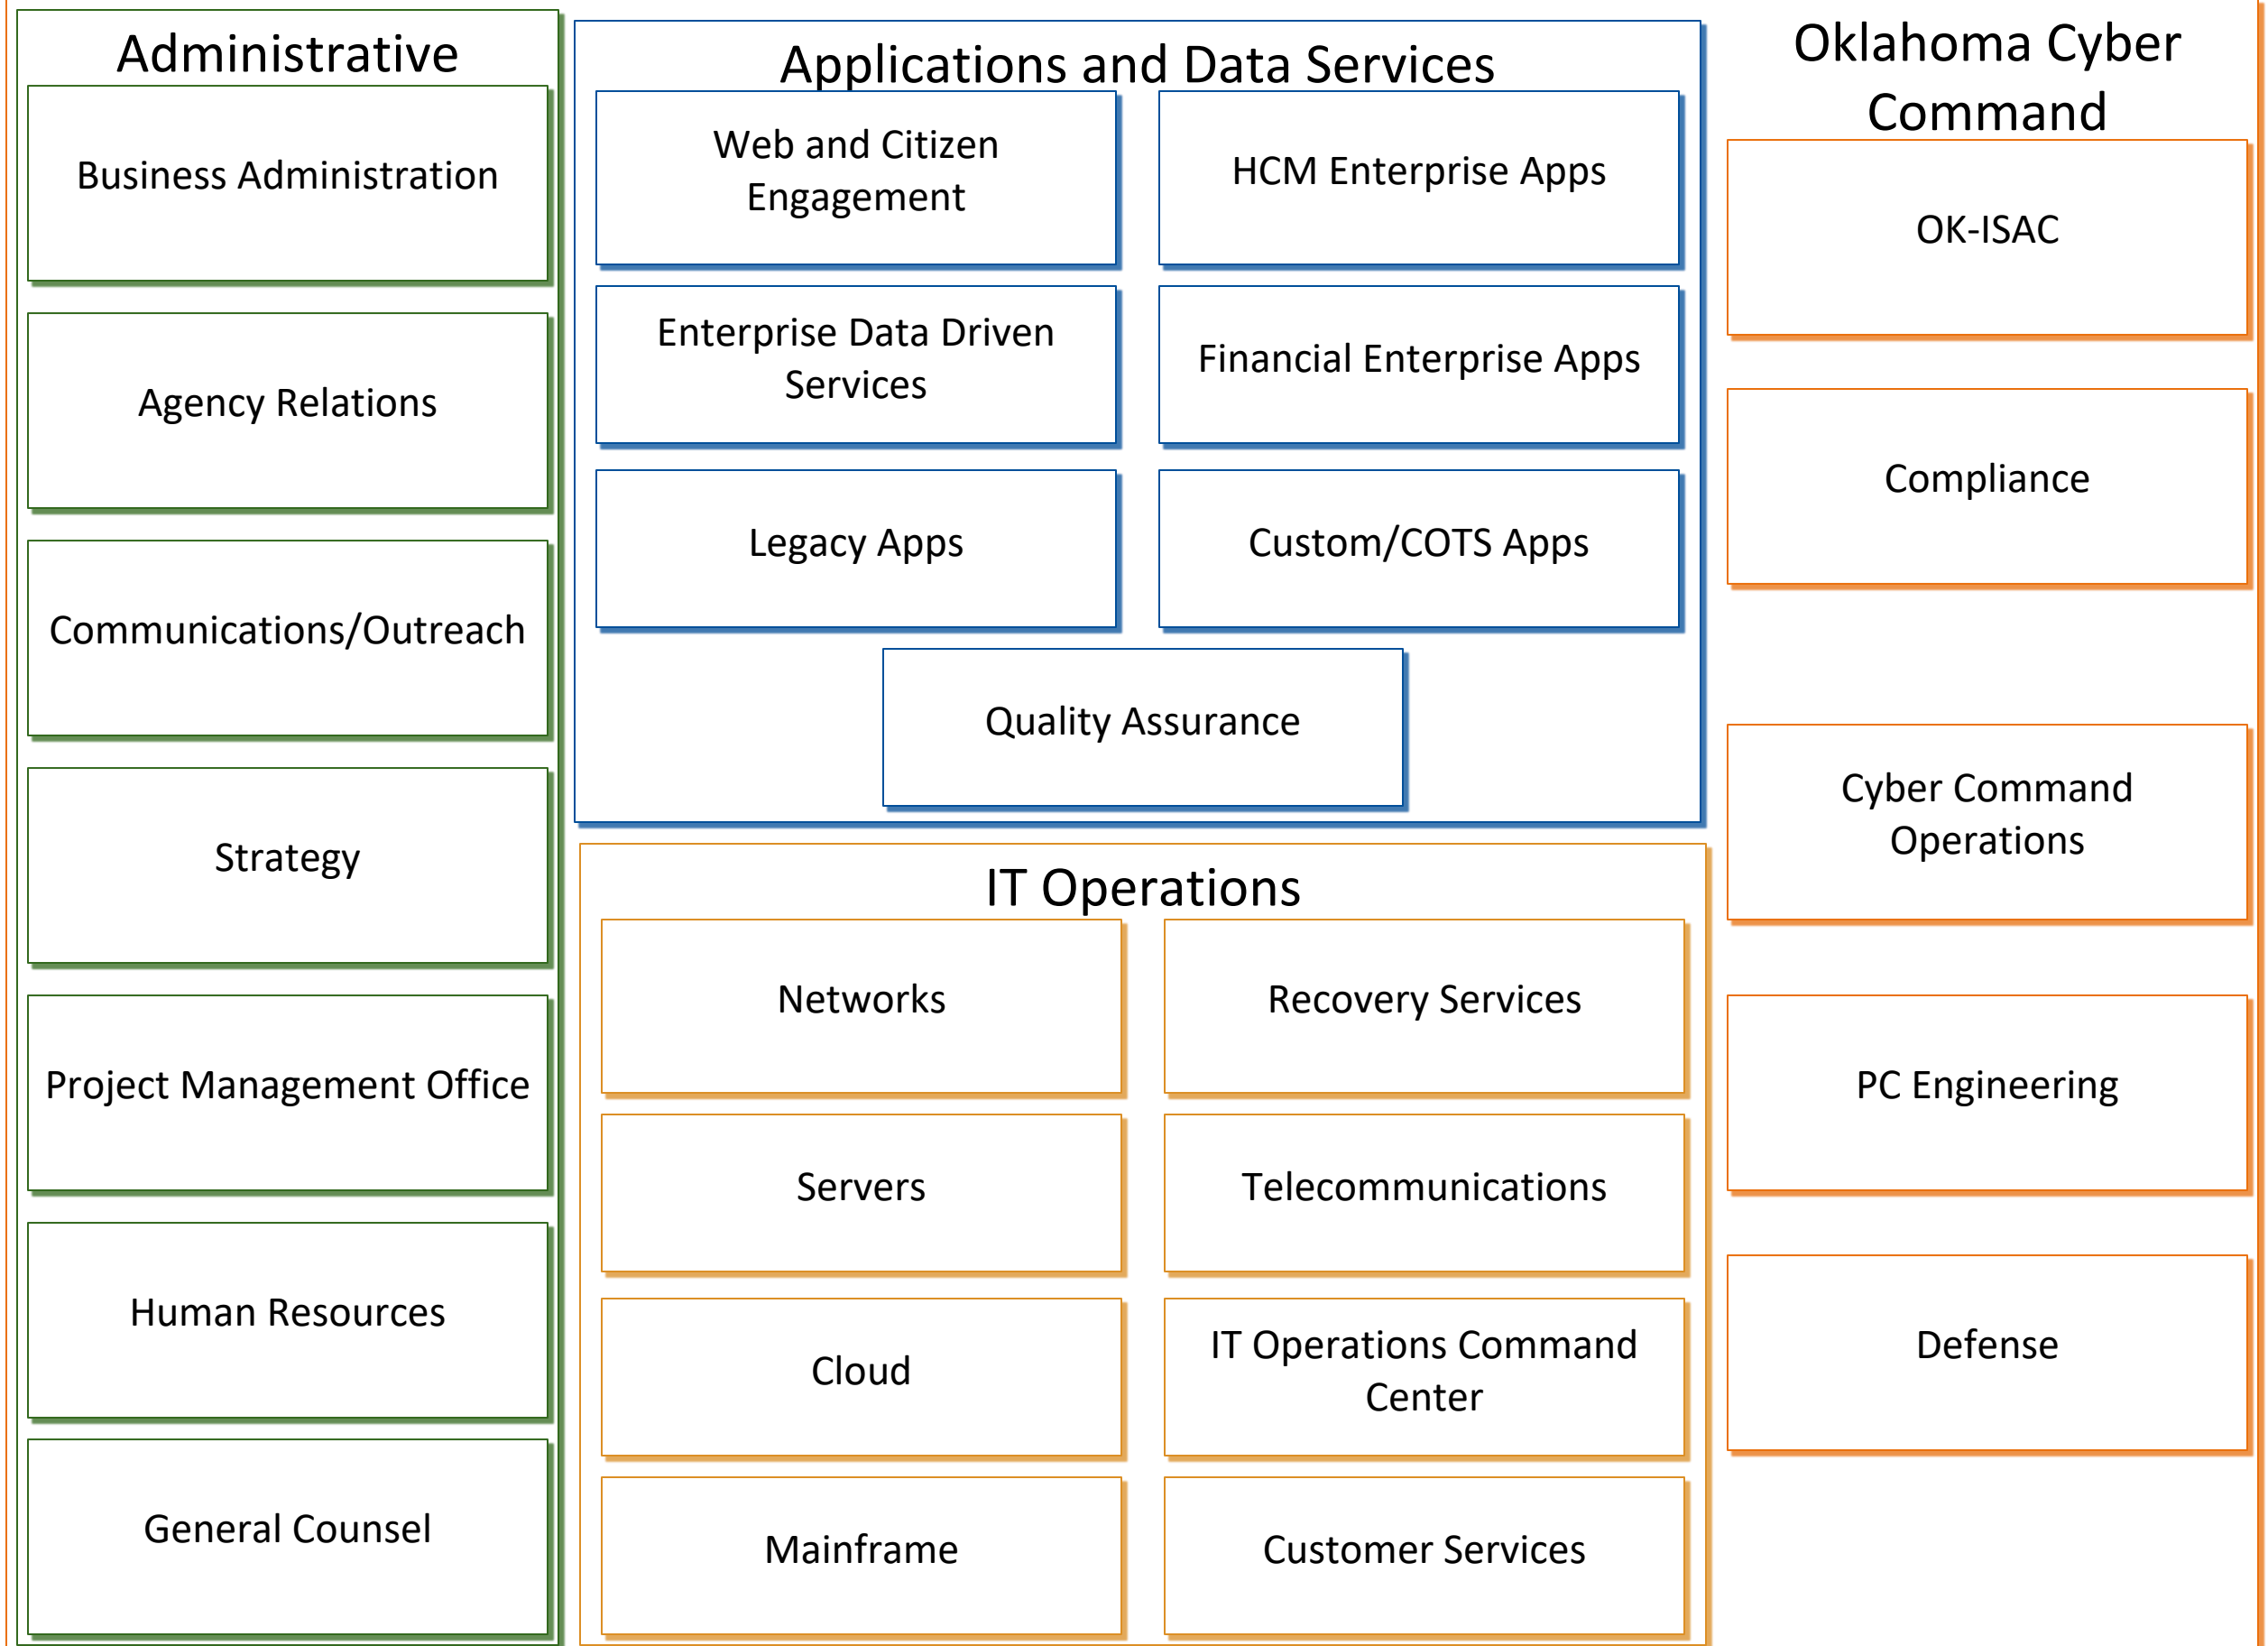 Administrative
Business Administration
Agency Relations
Communications/Outreach
Strategy
Project Management Office
Human Resources
General Counsel
Applications and Data Services
Web and Citizen
Engagement
HCM Enterprise Apps
Enterprise Data Driven
Services
Financial Enterprise Apps
Legacy Apps
Custom/COTS Apps
Quality Assurance
IT Operations
Networks
Recovery Services
Servers
Telecommunications
Cloud
IT Operations Command
Center
Mainframe
Customer Services
Oklahoma Cyber
Command
OK-ISAC
Compliance
Cyber Command
Operations
PC Engineering
Defense